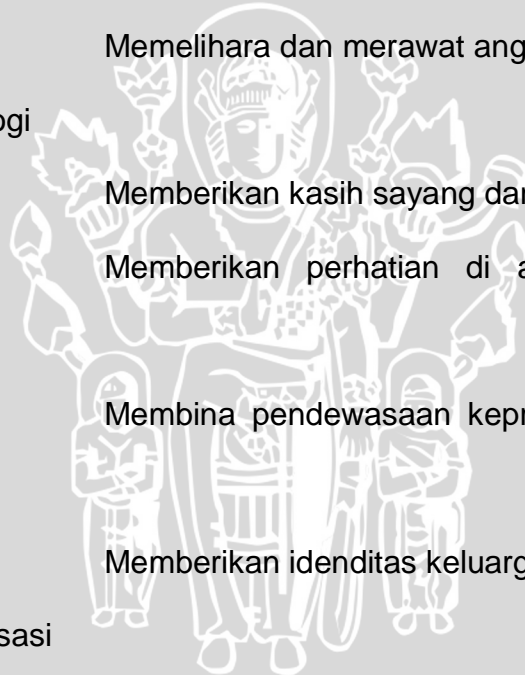 Memelihara dan merawat ang
ogi
Memberikan kasih sayang dan
Memberikan perhatian di a
Membina pendewasaan kepr
Memberikan idenditas keluarg
sasi